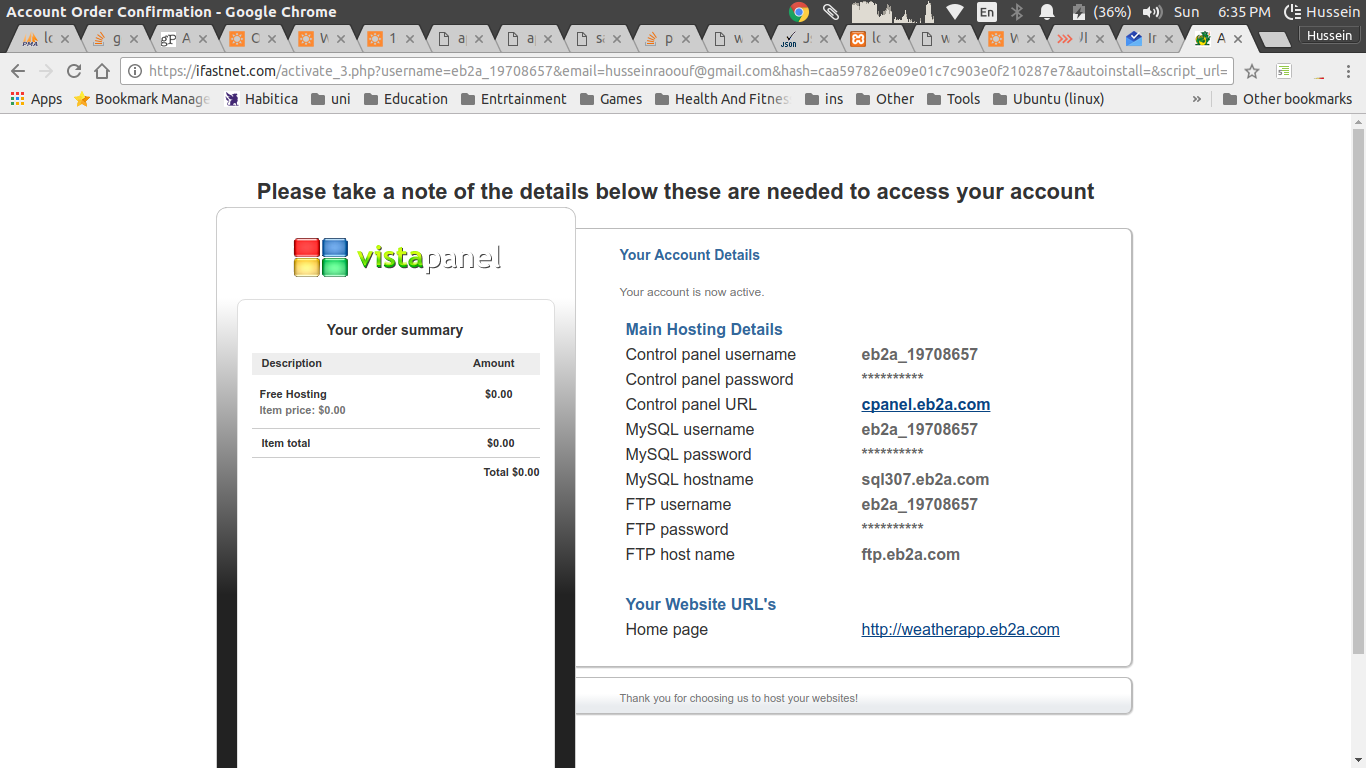 Account Order Confirmation - Google Chrome
En (36%) Sun 6:35 PM Hussein
PMA lo g gP A C W 1 a a s p w JSON J lo w W In A Hussein
https://ifastnet.com/activate_3.php?username=eb2a_19708657&email=husseinraoouf@gmail.com&hash=caa597826e09e01c7c903e0f210287e7&autoinstall=&script_url=
Apps Bookmark Manage Habitica uni Education Entrtainment Games Health And Fitnes ins Other Tools Ubuntu (linux) » Other bookmarks
Please take a note of the details below these are needed to access your account
vistapanel
Your order summary
Description Amount
Free Hosting $0.00
Item price: $0.00
Item total $0.00
Total $0.00
Your Account Details
Your account is now active.
Main Hosting Details
Control panel username eb2a_19708657
Control panel password **********
Control panel URL cpanel.eb2a.com
MySQL username eb2a_19708657
MySQL password **********
MySQL hostname sql307.eb2a.com
FTP username eb2a_19708657
FTP password **********
FTP host name ftp.eb2a.com
Your Website URL's
Home page http://weatherapp.eb2a.com
Thank you for choosing us to host your websites!